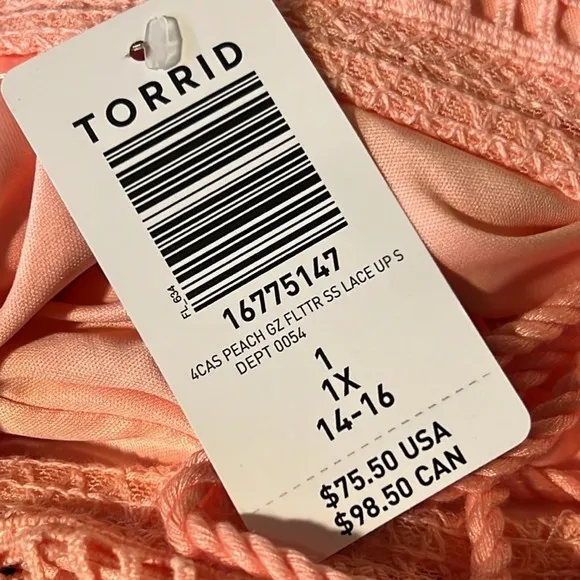 TORRID
FL 634
16775147
4CAS PEACH GZ FLTTR SS LACE UP S
DEPT 0054
1
1X
14-16
$75.50 USA
$98.50 CAN